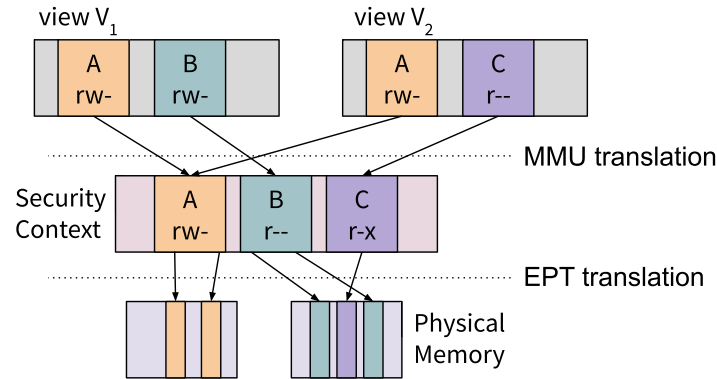 view V1
view V2
A
rw-
B
rw-
A
rw-
C
r--
MMU translation
Security
Context
A
rw-
B
r--
C
r-x
EPT translation
Physical
Memory